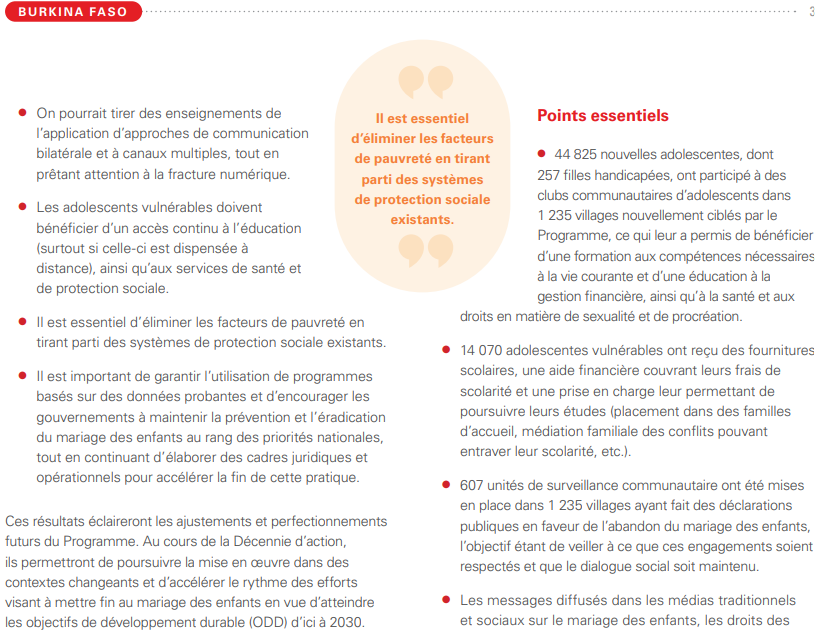 BURKINA FASO
3
On pourrait tirer des enseignements de
l’application d’approches de communication
bilatérale et à canaux multiples, tout en
prêtant attention à la fracture numérique.
Les adolescents vulnérables doivent
bénéficier d’un accès continu à l’éducation
(surtout si celle-ci est dispensée à
distance), ainsi qu’aux services de santé et
de protection sociale.
Il est essentiel d’éliminer les facteurs de pauvreté en
tirant parti des systèmes de protection sociale existants.
Il est important de garantir l’utilisation de programmes
basés sur des données probantes et d’encourager les
gouvernements à maintenir la prévention et l’éradication
du mariage des enfants au rang des priorités nationales,
tout en continuant d’élaborer des cadres juridiques et
opérationnels pour accélérer la fin de cette pratique.
Ces résultats éclaireront les ajustements et perfectionnements
futurs du Programme. Au cours de la Décennie d’action,
ils permettront de poursuivre la mise en œuvre dans des
contextes changeants et d’accélérer le rythme des efforts
visant à mettre fin au mariage des enfants en vue d’atteindre
les objectifs de développement durable (ODD) d’ici à 2030.
Il est essentiel
d’éliminer les facteurs
de pauvreté en tirant
parti des systèmes
de protection sociale
existants.
Points essentiels
44 825 nouvelles adolescentes, dont
257 filles handicapées, ont participé à des
clubs communautaires d’adolescents dans
1 235 villages nouvellement ciblés par le
Programme, ce qui leur a permis de bénéficier
d’une formation aux compétences nécessaires
à la vie courante et d’une éducation à la
gestion financière, ainsi qu’à la santé et aux
droits en matière de sexualité et de procréation.
14 070 adolescentes vulnérables ont reçu des fournitures
scolaires, une aide financière couvrant leurs frais de
scolarité et une prise en charge leur permettant de
poursuivre leurs études (placement dans des familles
d’accueil, médiation familiale des conflits pouvant
entraver leur scolarité, etc.).
607 unités de surveillance communautaire ont été mises
en place dans 1 235 villages ayant fait des déclarations
publiques en faveur de l’abandon du mariage des enfants,
l’objectif étant de veiller à ce que ces engagements soient
respectés et que le dialogue social soit maintenu.
Les messages diffusés dans les médias traditionnels
et sociaux sur le mariage des enfants, les droits des